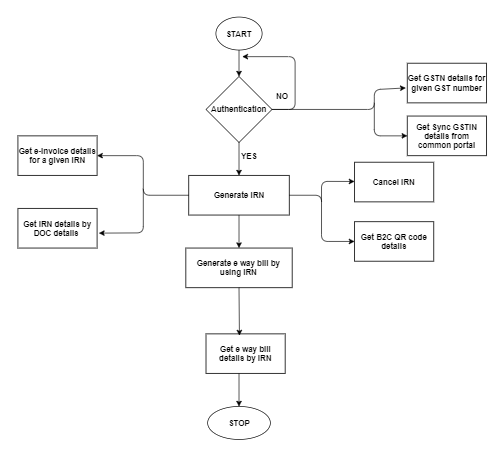 START
NO
Authentication
Get GSTN details for
given GST number
Get Sync GSTIN
details from
common portal
YES
Get e-invoice details
for a given IRN
Generate IRN
Cancel IRN
Get IRN details by
DOC details
Get B2C QR code
details
Generate e way bill by
using IRN
Get e way bill
details by IRN
STOP